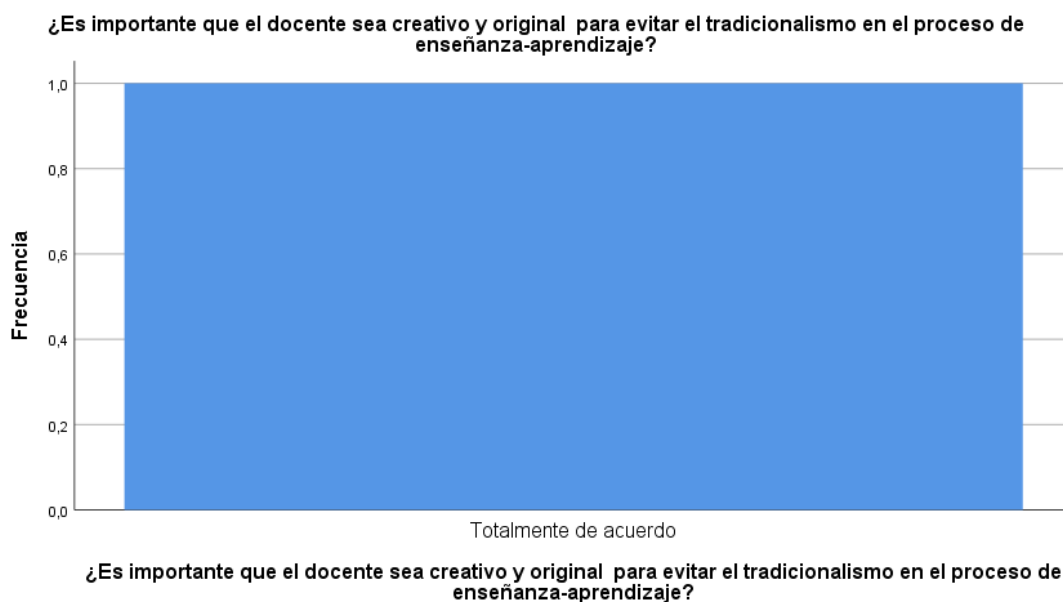 ¿Es importante que el docente sea creativo y original  para evitar el tradicionalismo en el proceso de
enseñanza-aprendizaje?
1,0
0,8
0,6
0,4
0,2
0,0
Frecuencia
Totalmente de acuerdo
¿Es importante que el docente sea creativo y original  para evitar el tradicionalismo en el proceso de
enseñanza-aprendizaje?